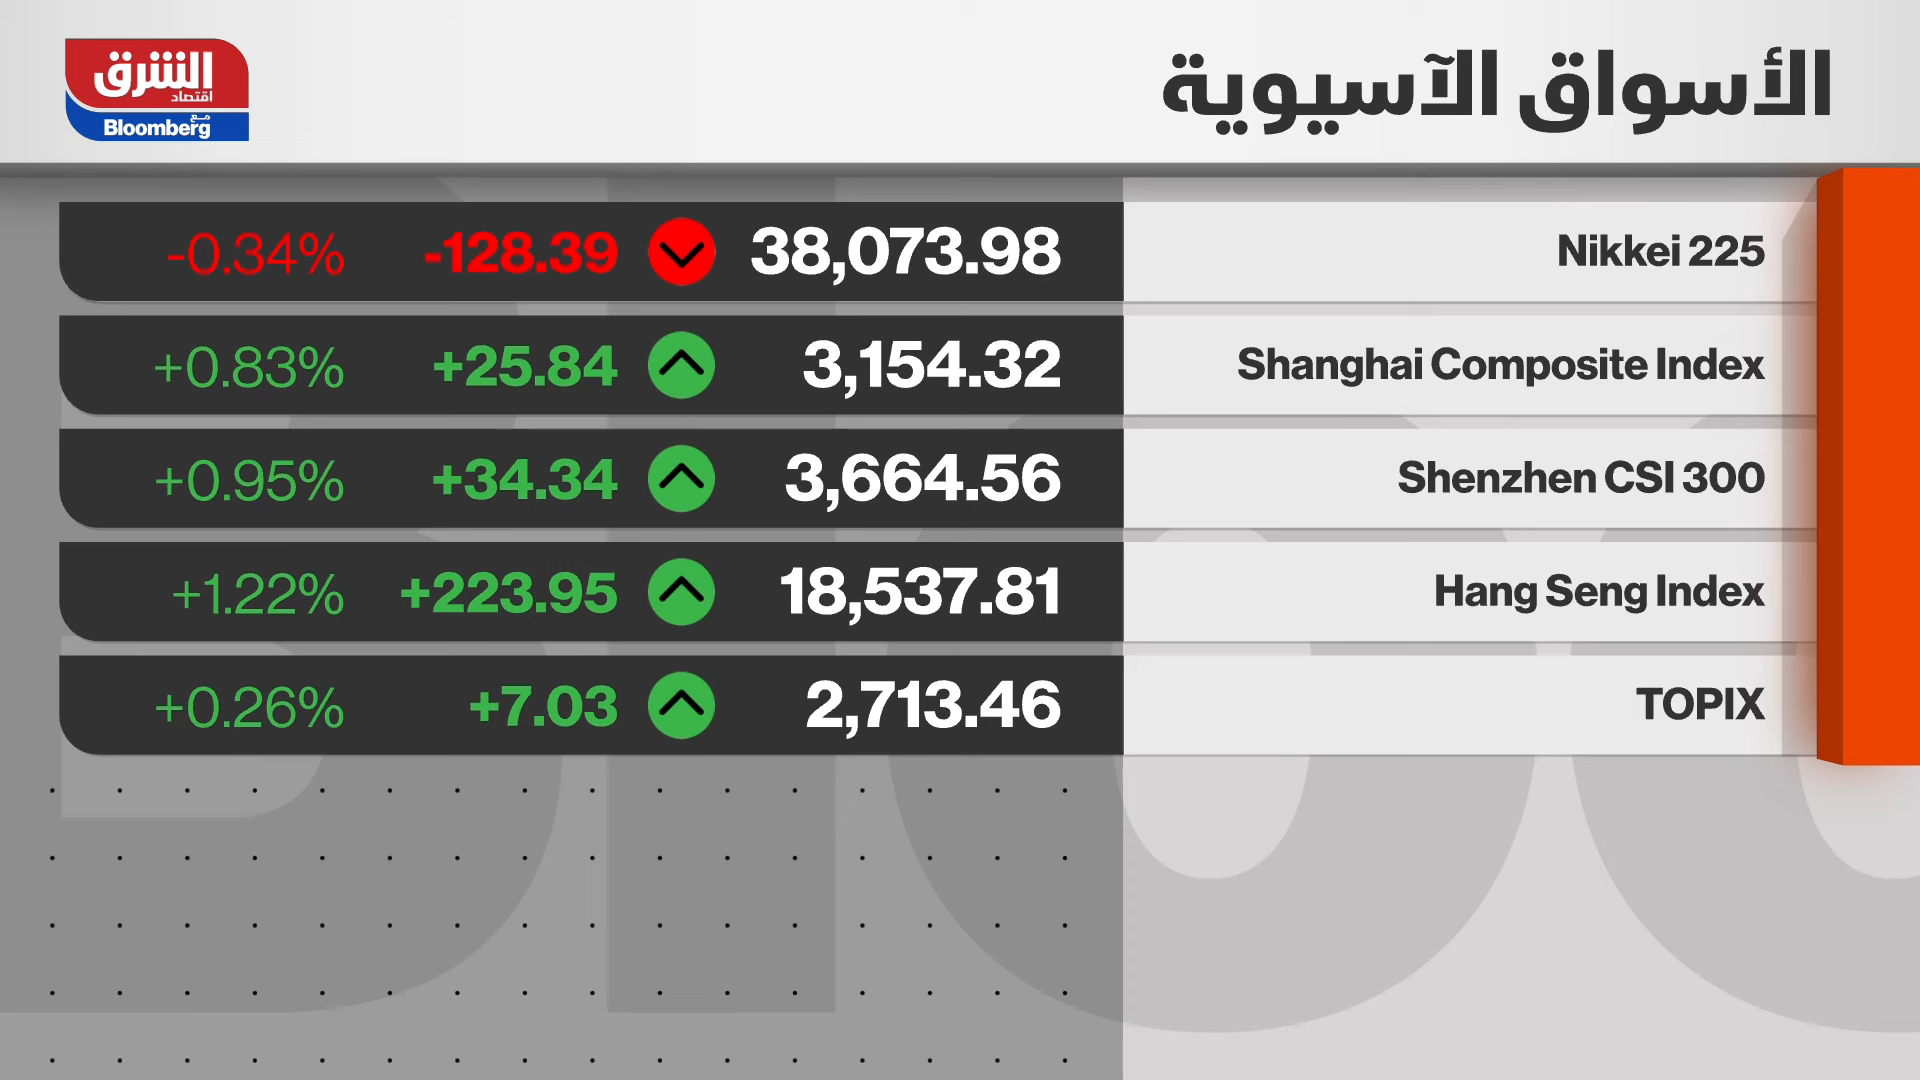 الأسواق الآسيوية
الشرق
اقتصاد
مع
Bloomberg
Nikkei 225 38,073.98 -128.39 -0.34%
Shanghai Composite Index 3,154.32 +25.84 +0.83%
Shenzhen CSI 300 3,664.56 +34.34 +0.95%
Hang Seng Index 18,537.81 +223.95 +1.22%
TOPIX 2,713.46 +7.03 +0.26%